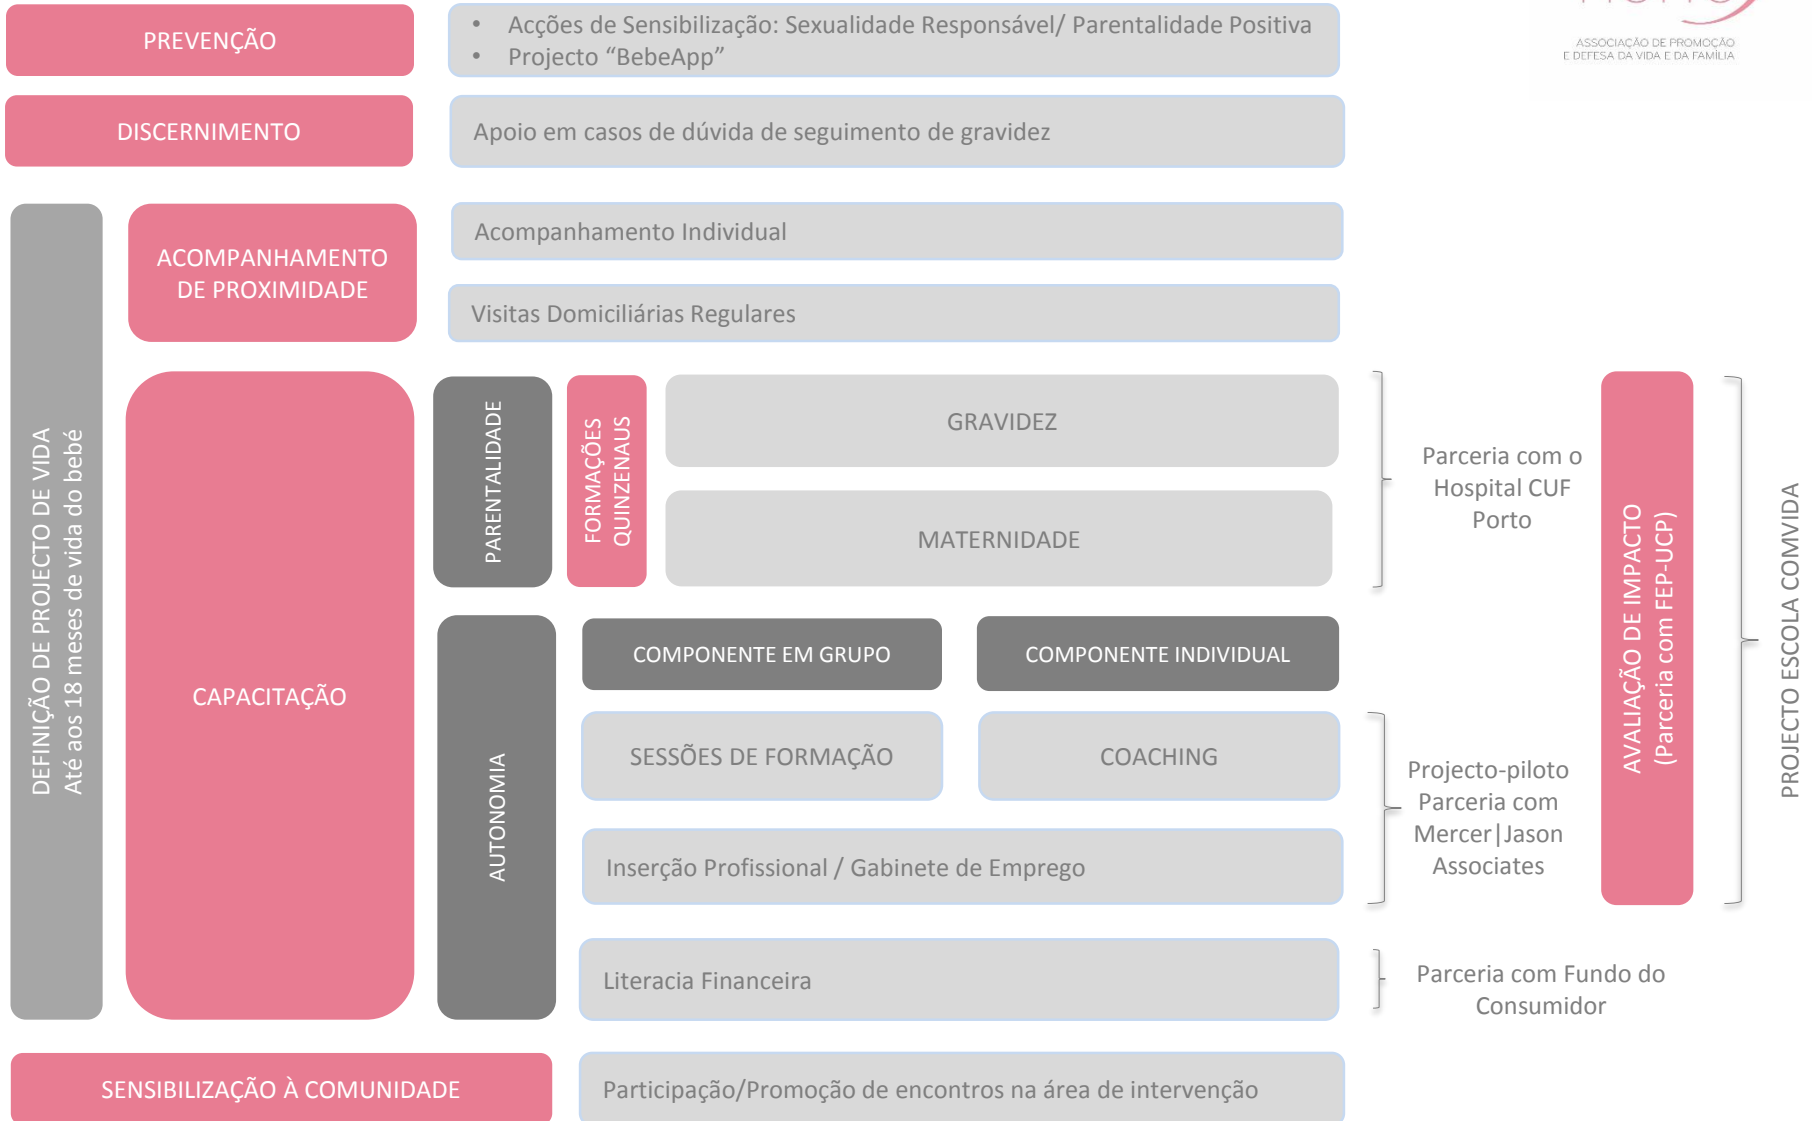 PREVENÇÃO
• Acções de Sensibilização: Sexualidade Responsável/ Parentalidade Positiva
• Projecto “BebeApp”
ASSOCIAÇÃO DE PROMOÇÃO
E DEFESA DA VIDA E DA FAMÍLIA
DISCERNIMENTO
Apoio em casos de dúvida de seguimento de gravidez
DEFINIÇÃO DE PROJECTO DE VIDA
Até aos 18 meses de vida do bebé
ACOMPANHAMENTO
DE PROXIMIDADE
Acompanhamento Individual
Visitas Domiciliárias Regulares
CAPACITAÇÃO
PARENTALIDADE
FORMAÇÕES
QUINZENAUS
GRAVIDEZ
MATERNIDADE
Parceria com o
Hospital CUF
Porto
AUTONOMIA
COMPONENTE EM GRUPO
COMPONENTE INDIVIDUAL
SESSÕES DE FORMAÇÃO
COACHING
Inserção Profissional / Gabinete de Emprego
Projecto-piloto
Parceria com
Mercer|Jason
Associates
Literacia Financeira
Parceria com Fundo do
Consumidor
AVALIAÇÃO DE IMPACTO
(Parceria com FEP-UCP)
PROJECTO ESCOLA COMVIDA
SENSIBILIZAÇÃO À COMUNIDADE
Participação/Promoção de encontros na área de intervenção